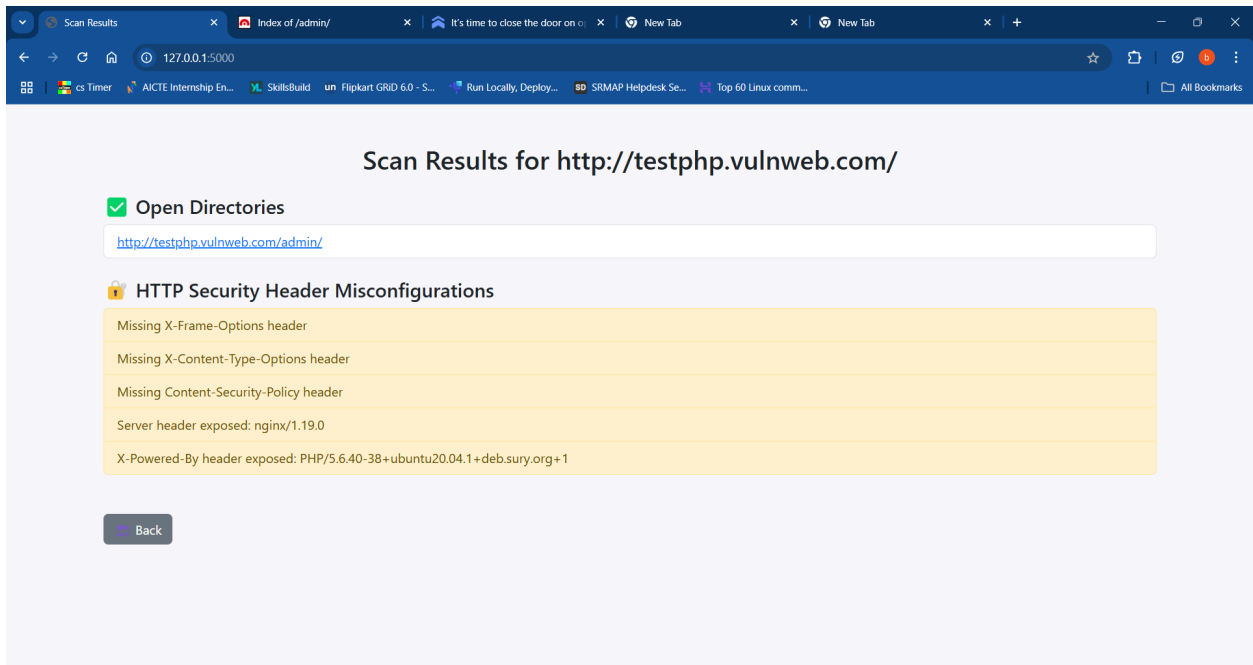 Scan Results
Index of /admin/
It's time to close the door on o
New Tab
New Tab
127.0.0.1:5000
b
cs Timer
AICTE Internship En...
SkillsBuild
un Flipkart GRiD 6.0 - S...
Run Locally, Deploy...
SD SRMAP Helpdesk Se...
Top 60 Linux comm...
All Bookmarks
Scan Results for http://testphp.vulnweb.com/
Open Directories
http://testphp.vulnweb.com/admin/
HTTP Security Header Misconfigurations
Missing X-Frame-Options header
Missing X-Content-Type-Options header
Missing Content-Security-Policy header
Server header exposed: nginx/1.19.0
X-Powered-By header exposed: PHP/5.6.40-38+ubuntu20.04.1+deb.sury.org+1
Back